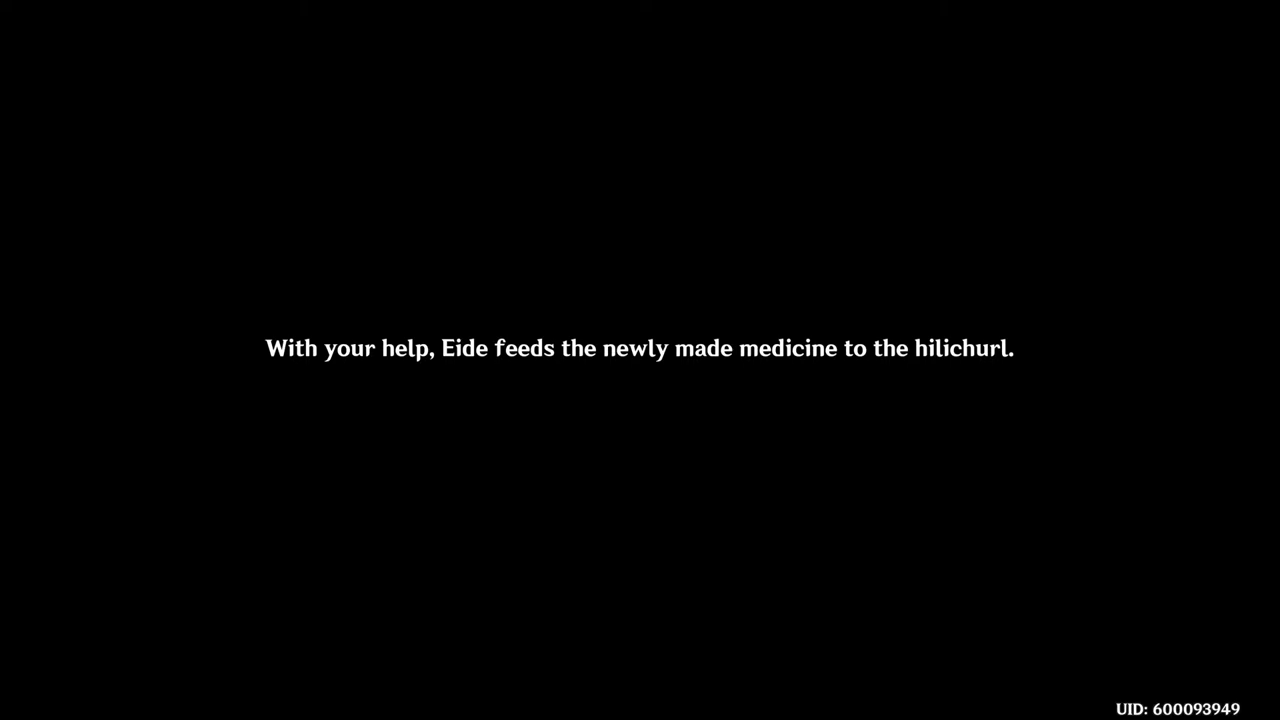 With your help, Eide feeds the newly made medicine to the hilichurl.
UID: 600093949